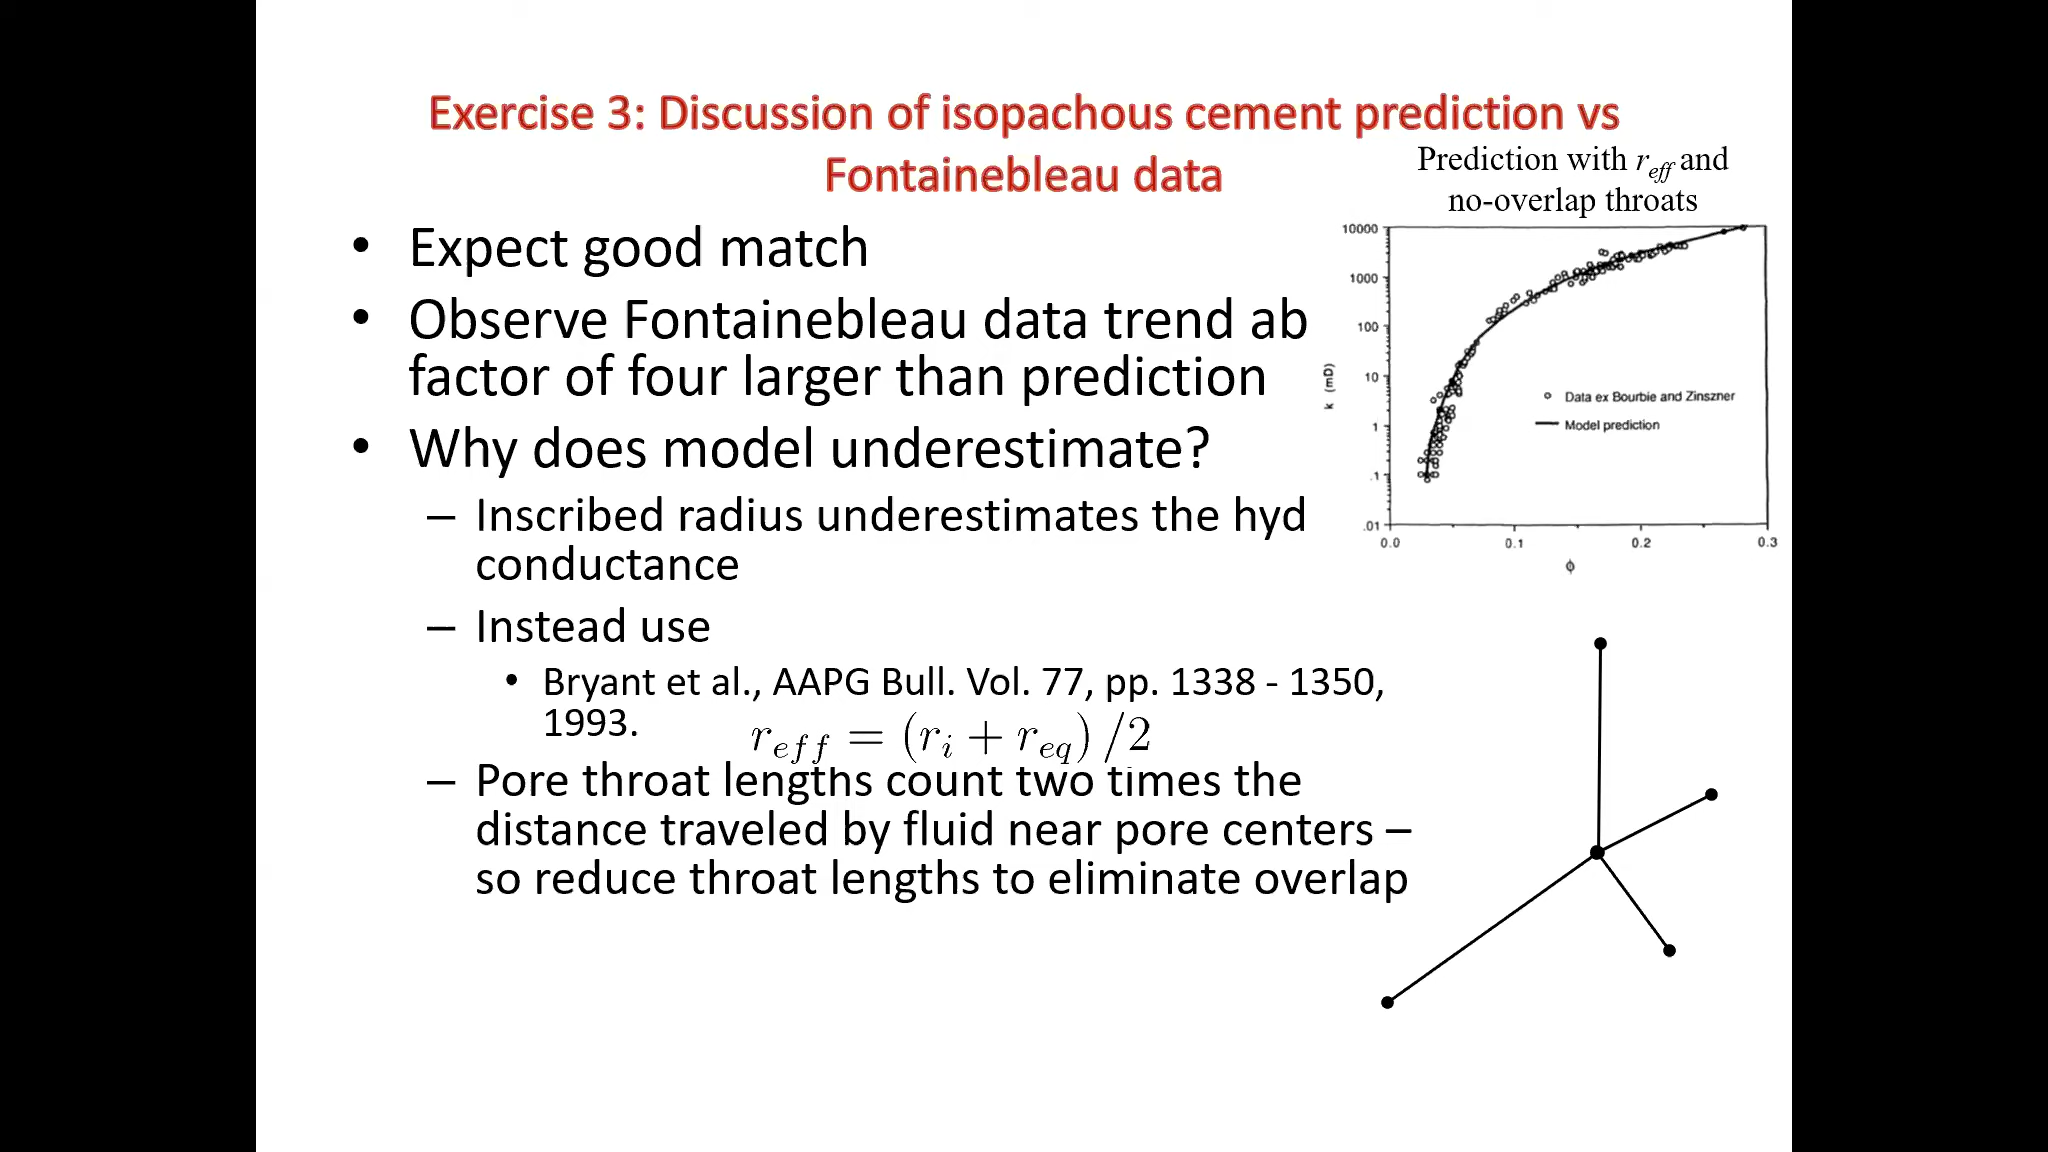 Exercise 3: Discussion of isopachous cement prediction vs
Fontainebleau data
Prediction with r_eff and
no-overlap throats
• Expect good match
• Observe Fontainebleau data trend ab
factor of four larger than prediction
• Why does model underestimate?
– Inscribed radius underestimates the hyd
conductance
– Instead use
• Bryant et al., AAPG Bull. Vol. 77, pp. 1338 - 1350,
1993.
r_eff = (r_i + r_eq) /2
– Pore throat lengths count two times the
distance traveled by fluid near pore centers –
so reduce throat lengths to eliminate overlap
10000
1000
100
10
1
.1
.01
k (mD)
Data ex Bourbie and Zinszner
Model prediction
0.0 0.1 0.2 0.3
ϕ